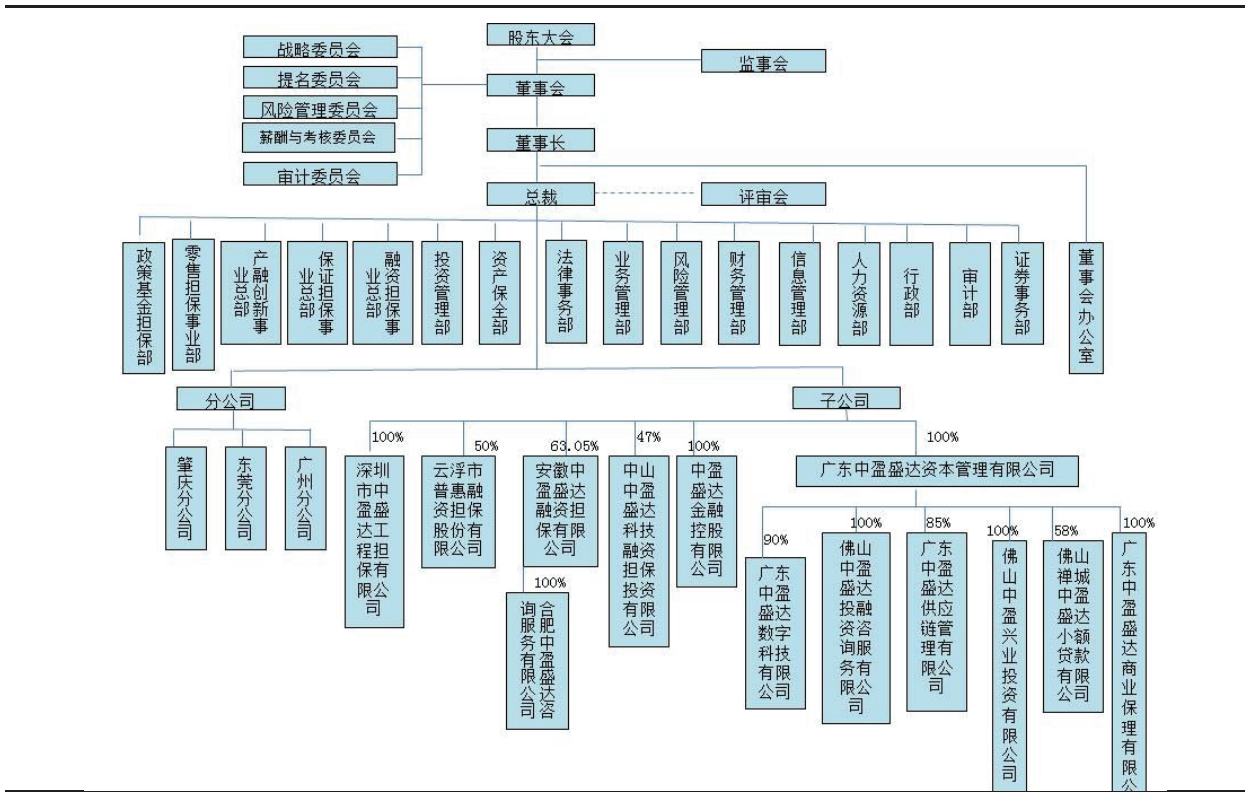 股东大会
战略委员会
监事会
提名委员会
董事会
风险管理委员会
薪酬与考核委员会
董事长
审计委员会
总裁
评审会
政策基金担保部
零售担保事业部
产融创新事
业总部
保证担保事
业总部
融资担保事
业总部
投资管理部
资产保全部
法律事务部
业务管理部
风险管理部
财务管理部
信息管理部
人力资源部
行政部
审计部
证券事务部
董事会办公室
分公司
子公司
肇庆分公司
东莞分公司
广州分公司
100%
深圳
市中
盈盛
达工
程担
保有
限公
司
50%
云浮市
普惠融
资担保
股份有
限公司
63.05%
安徽中
盈盛达
融资担
保有限
公司
100%
合肥中盈盛达咨
询服务有限公司
47%
中山
中盈
盛达
科技
融资
担保
投资
有限
公司
100%
中盈
盛达
金融
控股
有限
公司
100%
广东中盈盛达资本管理有限公司
90%
广东
中盈
盛达
数字
科技
有限
公司
100%
佛山
中盈
盛达
投融
资咨
询服
务有
限公
司
85%
广东
中盈
盛达
供应
链管
理有
限公
司
100%
佛山中盈兴业投资有限公司
58%
佛山
禅城
中盈
盛达
小额
贷款
有限
公司
100%
广东中盈盛达商业保理有限公